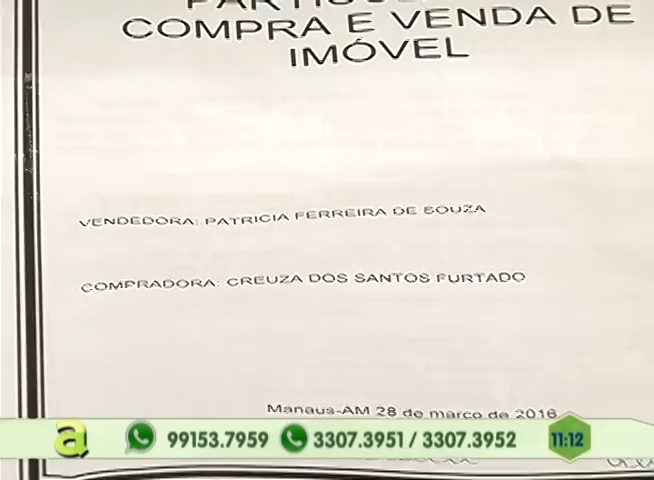 COMPRA E VENDA DE
IMÓVEL
VENDEDORA: PATRICIA FERREIRA DE SOUZA
COMPRADORA: CREUZA DOS SANTOS FURTADO
Manaus-AM 28 de março de 2016
a 99153.7959 3307.3951 / 3307.3952 11:12